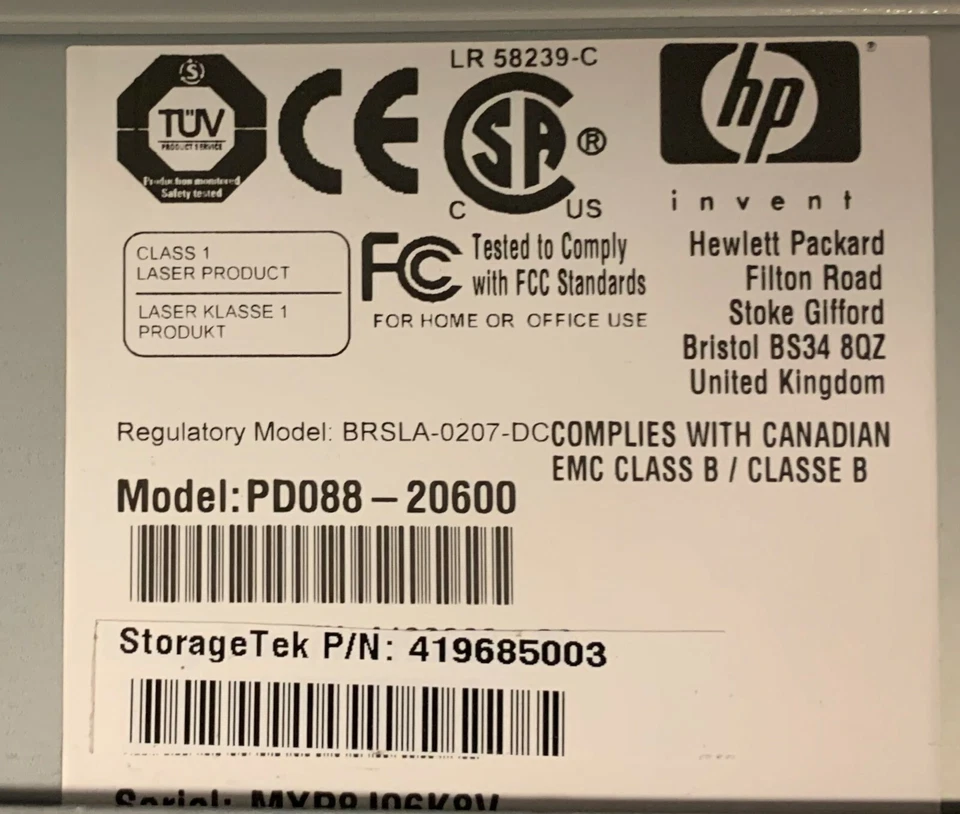 LR 58239-C
S
TÜV
PRODUCT SERVICE
Production monitored
Safety tested
CE
SA ®
C US
hp ®
invent
CLASS 1
LASER PRODUCT
LASER KLASSE 1
PRODUKT
FC Tested to Comply
with FCC Standards
FOR HOME OR OFFICE USE
Hewlett Packard
Filton Road
Stoke Gifford
Bristol BS34 8QZ
United Kingdom
Regulatory Model: BRSLA-0207-DC
COMPLIES WITH CANADIAN
EMC CLASS B / CLASSE B
Model:PD088-20600
StorageTek P/N: 419685003
Serial: